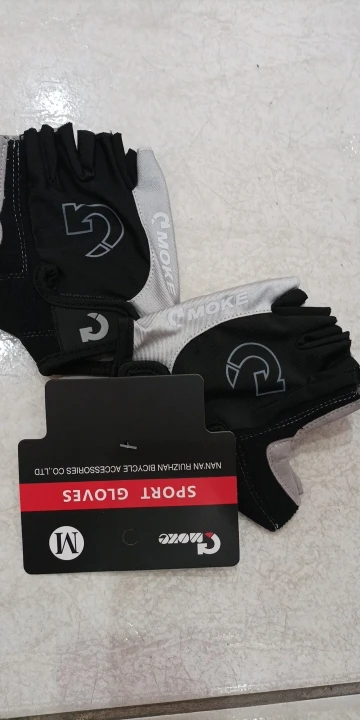 MOKE
MOKE
moke
M
SPORT GLOVES
NAN'AN RUIZHAN BICYCLE ACCESSORIES CO.,LTD